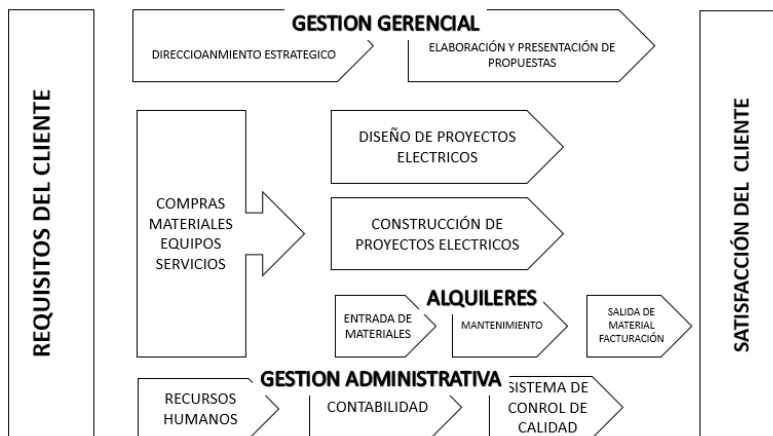 GESTION GERENCIAL
DIRECCIOANMIENTO ESTRATEGICO
ELABORACIÓN Y PRESENTACIÓN DE
PROPUESTAS
REQUISITOS DEL CLIENTE
COMPRAS
MATERIALES
EQUIPOS
SERVICIOS
DISEÑO DE PROYECTOS
ELECTRICOS
CONSTRUCCIÓN DE
PROYECTOS ELECTRICOS
ALQUILERES
ENTRADA DE
MATERIALES
MANTENIMIENTO
SALIDA DE
MATERIAL
FACTURACIÓN
GESTION ADMINISTRATIVA
RECURSOS
HUMANOS
CONTABILIDAD
SISTEMA DE
CONROL DE
CALIDAD
SATISFACCIÓN DEL CLIENTE